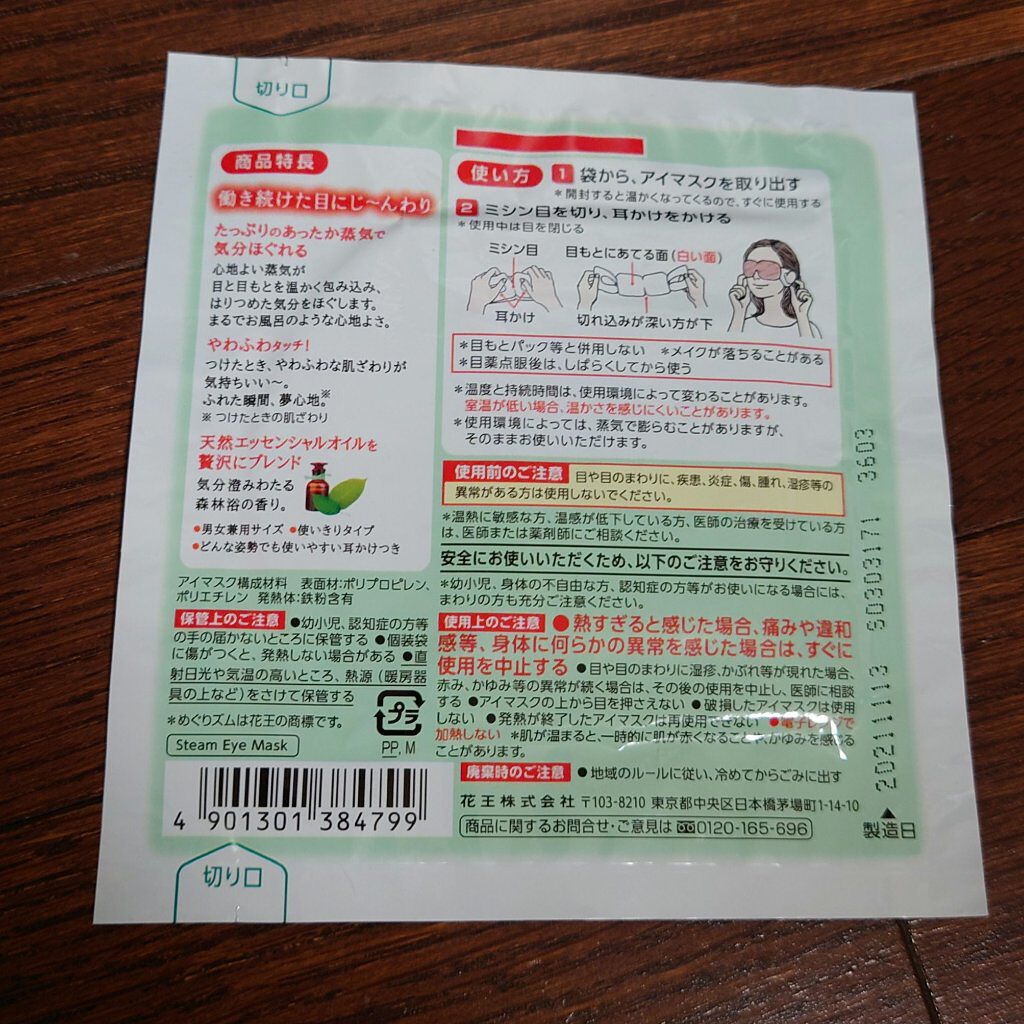 切り口
商品特長
働き続けた目にじ〜んわり
たっぷりのあったか蒸気で
気分ほぐれる
心地よい蒸気が
目と目もとを温かく包み込み、
はりつめた気分をほぐします。
まるでお風呂のような心地よさ。
やわふわタッチ!
つけたとき、やわふわな肌ざわりが
気持ちいい〜。
ふれた瞬間、夢心地。※
※つけたときの肌ざわり
天然エッセンシャルオイルを
贅沢にブレンド
気分澄みわたる
森林浴の香り。
●男女兼用サイズ ●使いきりタイプ
●どんな姿勢でも使いやすい耳かけつき
アイマスク構成材料 表面材:ポリプロピレン、
ポリエチレン 発熱体:鉄粉含有
保管上のご注意 ●幼小児、認知症の方等
の手の届かないところに保管する ●個装袋
に傷がつくと、発熱しない場合がある ●直
射日光や気温の高いところ、熱源(暖房器
具の上など)をさけて保管する
*めぐりズムは花王の商標です。
Steam Eye Mask
プラ
PP, M
4 901301 384799
切り口
使い方 1 袋から、アイマスクを取り出す
*開封すると温かくなってくるので、すぐに使用する
2 ミシン目を切り、耳かけをかける
*使用中は目を閉じる
ミシン目 目もとにあてる面(白い面)
耳かけ 切れ込みが深い方が下
*目もとパック等と併用しない *メイクが落ちることがある
*目薬点眼後は、しばらくしてから使う
*温度と持続時間は、使用環境によって変わることがあります。
室温が低い場合、温かさを感じにくいことがあります。
*使用環境によっては、蒸気で膨らむことがありますが、
そのままお使いいただけます。
使用前のご注意 目や目のまわりに、疾患、炎症、傷、腫れ、湿疹等の
異常がある方は使用しないでください。
*温熱に敏感な方、温感が低下している方、医師の治療を受けている方
は、医師または薬剤師にご相談ください。
安全にお使いいただくため、以下のご注意をお守りください。
*幼小児、身体の不自由な方、認知症の方等がお使いになる場合には、
まわりの方も充分ご注意ください。
使用上のご注意 ●熱すぎると感じた場合、痛みや違和
感等、身体に何らかの異常を感じた場合は、すぐに
使用を中止する ●目や目のまわりに湿疹、かぶれ等が現れた場合、
赤み、かゆみ等の異常が続く場合は、その後の使用を中止し、医師に相談
する ●アイマスクの上から目を押さえない ●破損したアイマスクは使用
しない ●発熱が終了したアイマスクは再使用できない ●電子レンジで
加熱しない *肌が温まると、一時的に肌が赤くなることや、かゆみを感じる
ことがあります。
廃棄時のご注意 ●地域のルールに従い、冷めてからごみに出す
花王株式会社 〒103-8210 東京都中央区日本橋茅場町1-14-10
商品に関するお問合せ・ご意見は 0120-165-696
▲
製造日